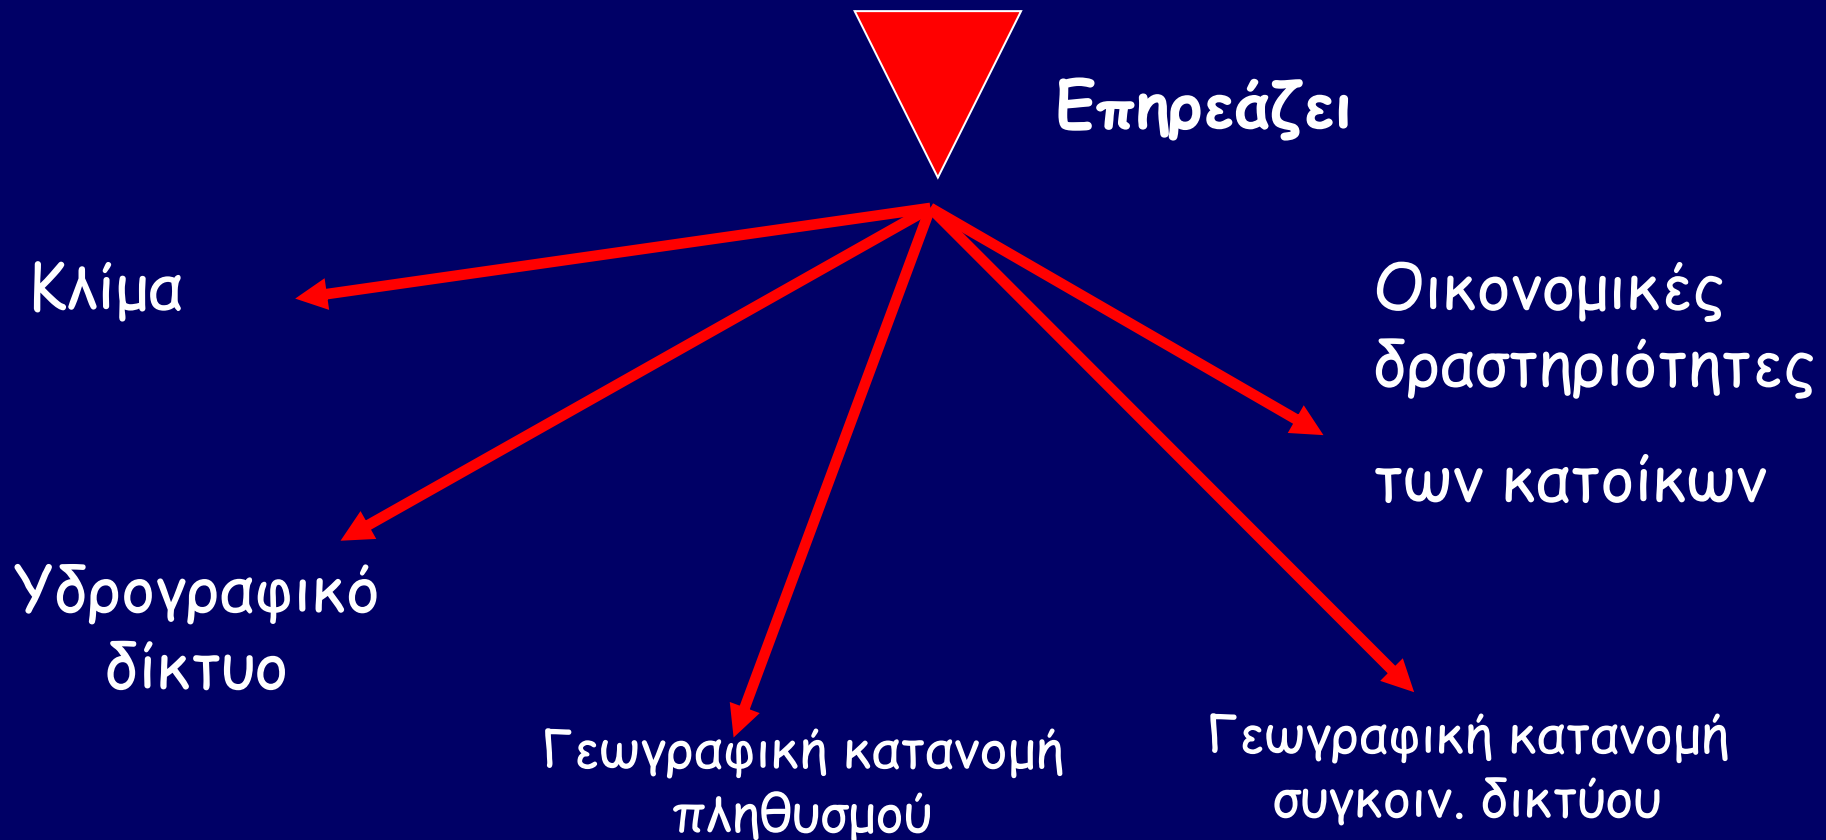 Επηρεάζει
Κλίμα
Οικονομικές
δραστηριότητες
των κατοίκων
Υδρογραφικό
δίκτυο
Γεωγραφική κατανομή
πληθυσμού
Γεωγραφική κατανομή
συγκοιν. δικτύου